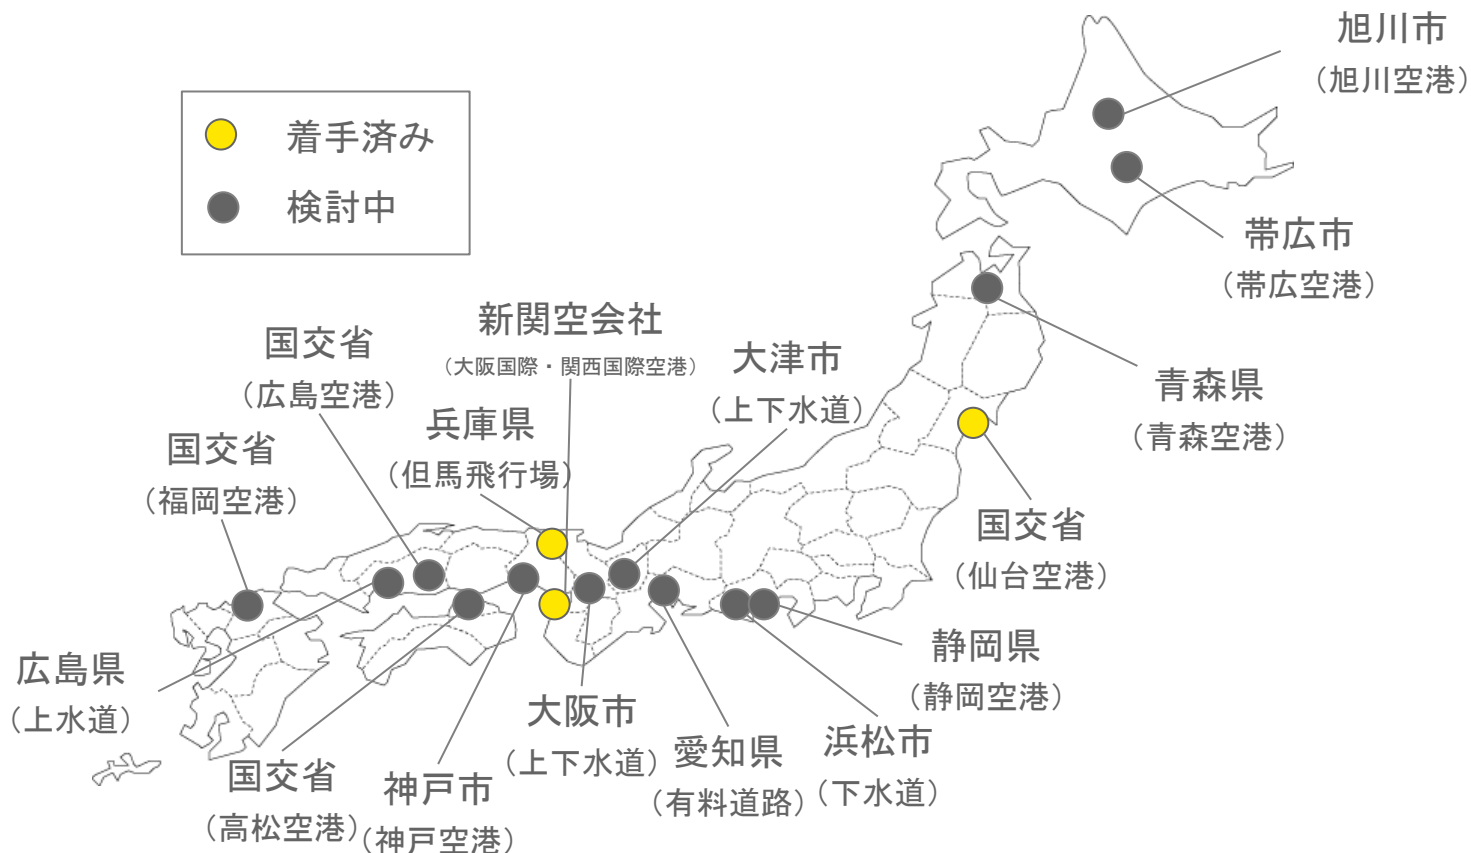 旭川市
（旭川空港）
着手済み
検討中
帯広市
（帯広空港）
新関空会社
（大阪国際・関西国際空港）
国交省
（広島空港）
大津市
（上下水道）
青森県
（青森空港）
兵庫県
（但馬飛行場）
国交省
（福岡空港）
国交省
（仙台空港）
静岡県
（静岡空港）
広島県
（上水道）
大阪市
（上下水道）
愛知県
（有料道路）
浜松市
（下水道）
国交省
（高松空港）
神戸市
（神戸空港）